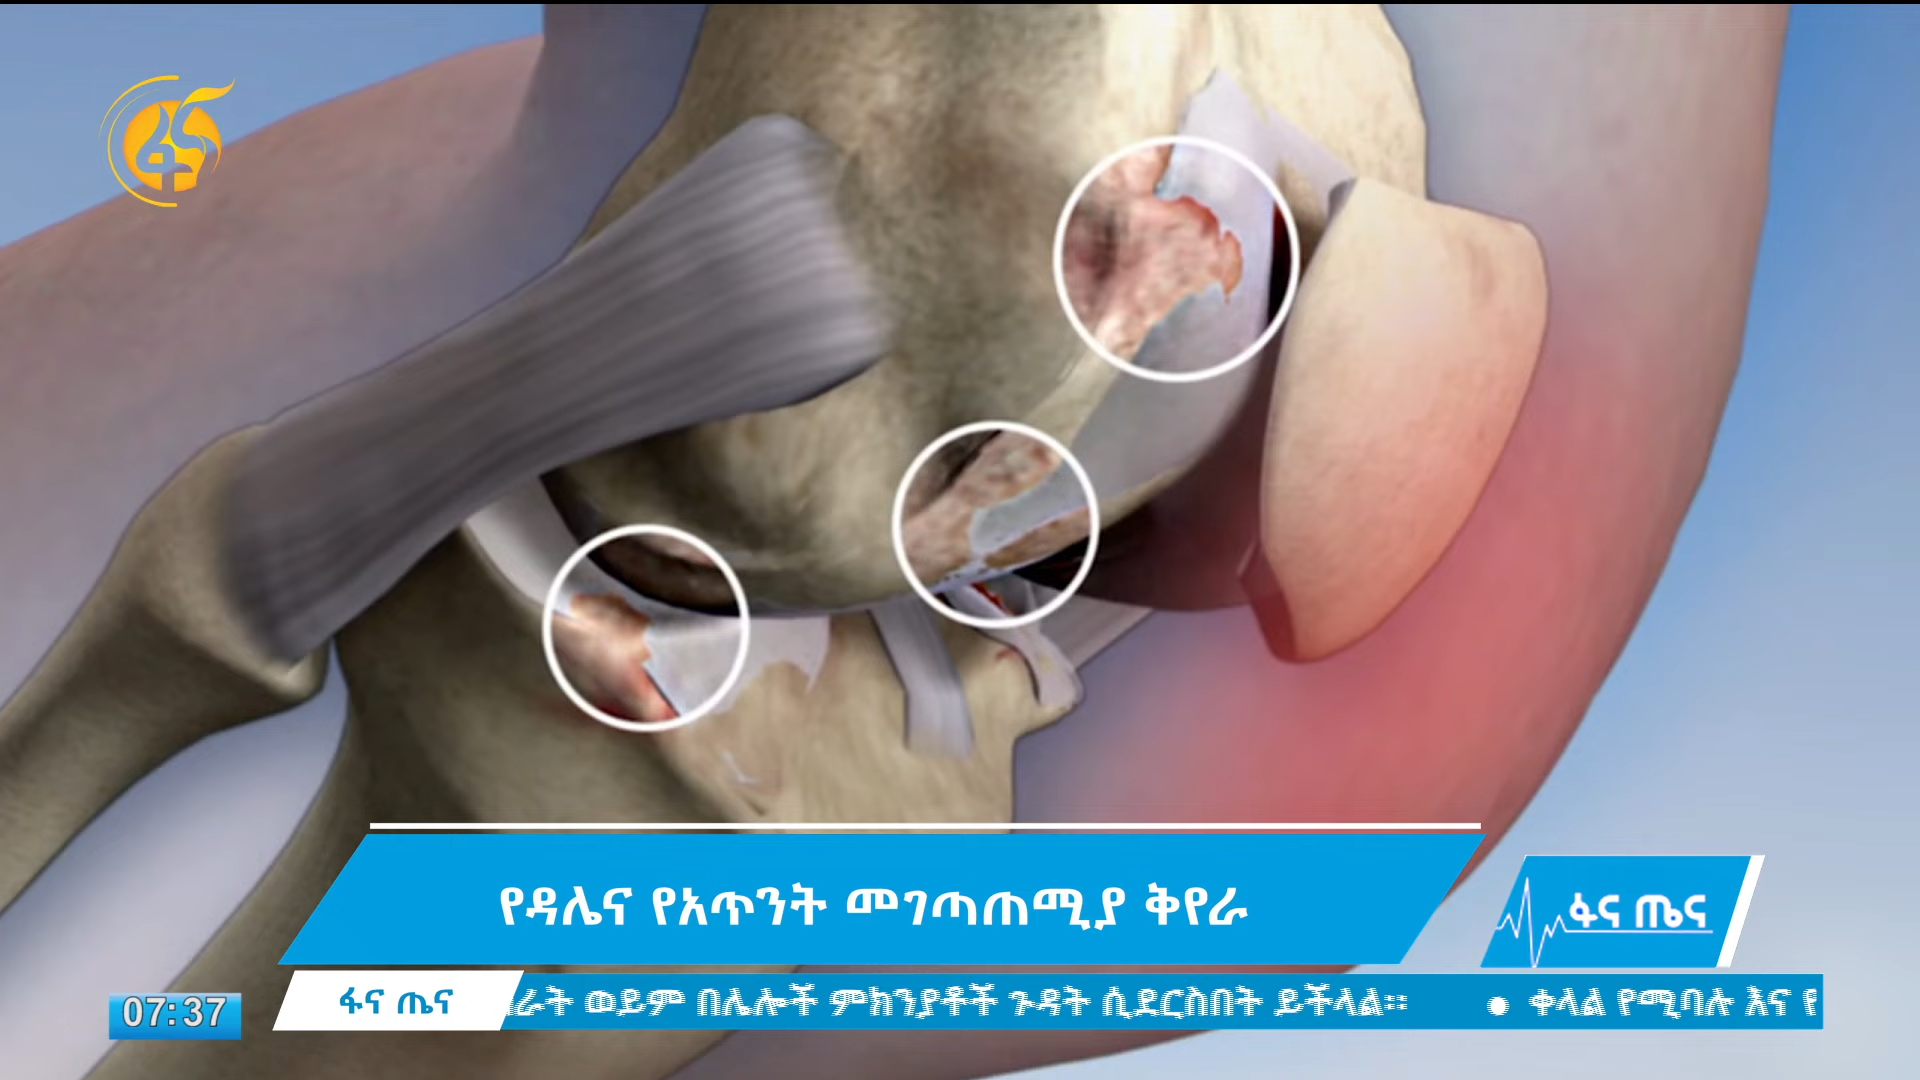 ፋና
የዳሌና የአጥንት መገጣጠሚያ ቅየራ
ፋና ጤና
07:37
ፋና ጤና
ወይም በሌሎች ምክንያቶች ጉዳት ሲደርስበት ይችላል። ● ቀላል የሚባሉ እና የ